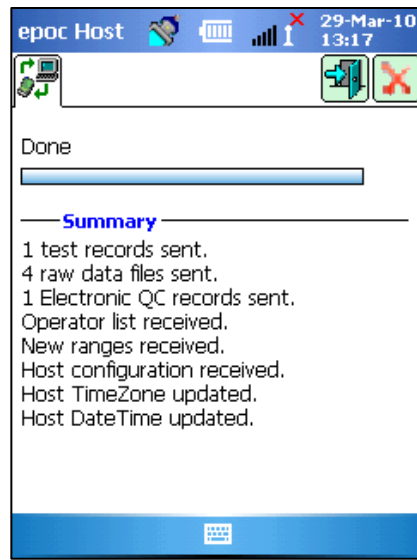 epoc Host
29-Mar-10
13:17
Done
Summary
1 test records sent.
4 raw data files sent.
1 Electronic QC records sent.
Operator list received.
New ranges received.
Host configuration received.
Host TimeZone updated.
Host DateTime updated.